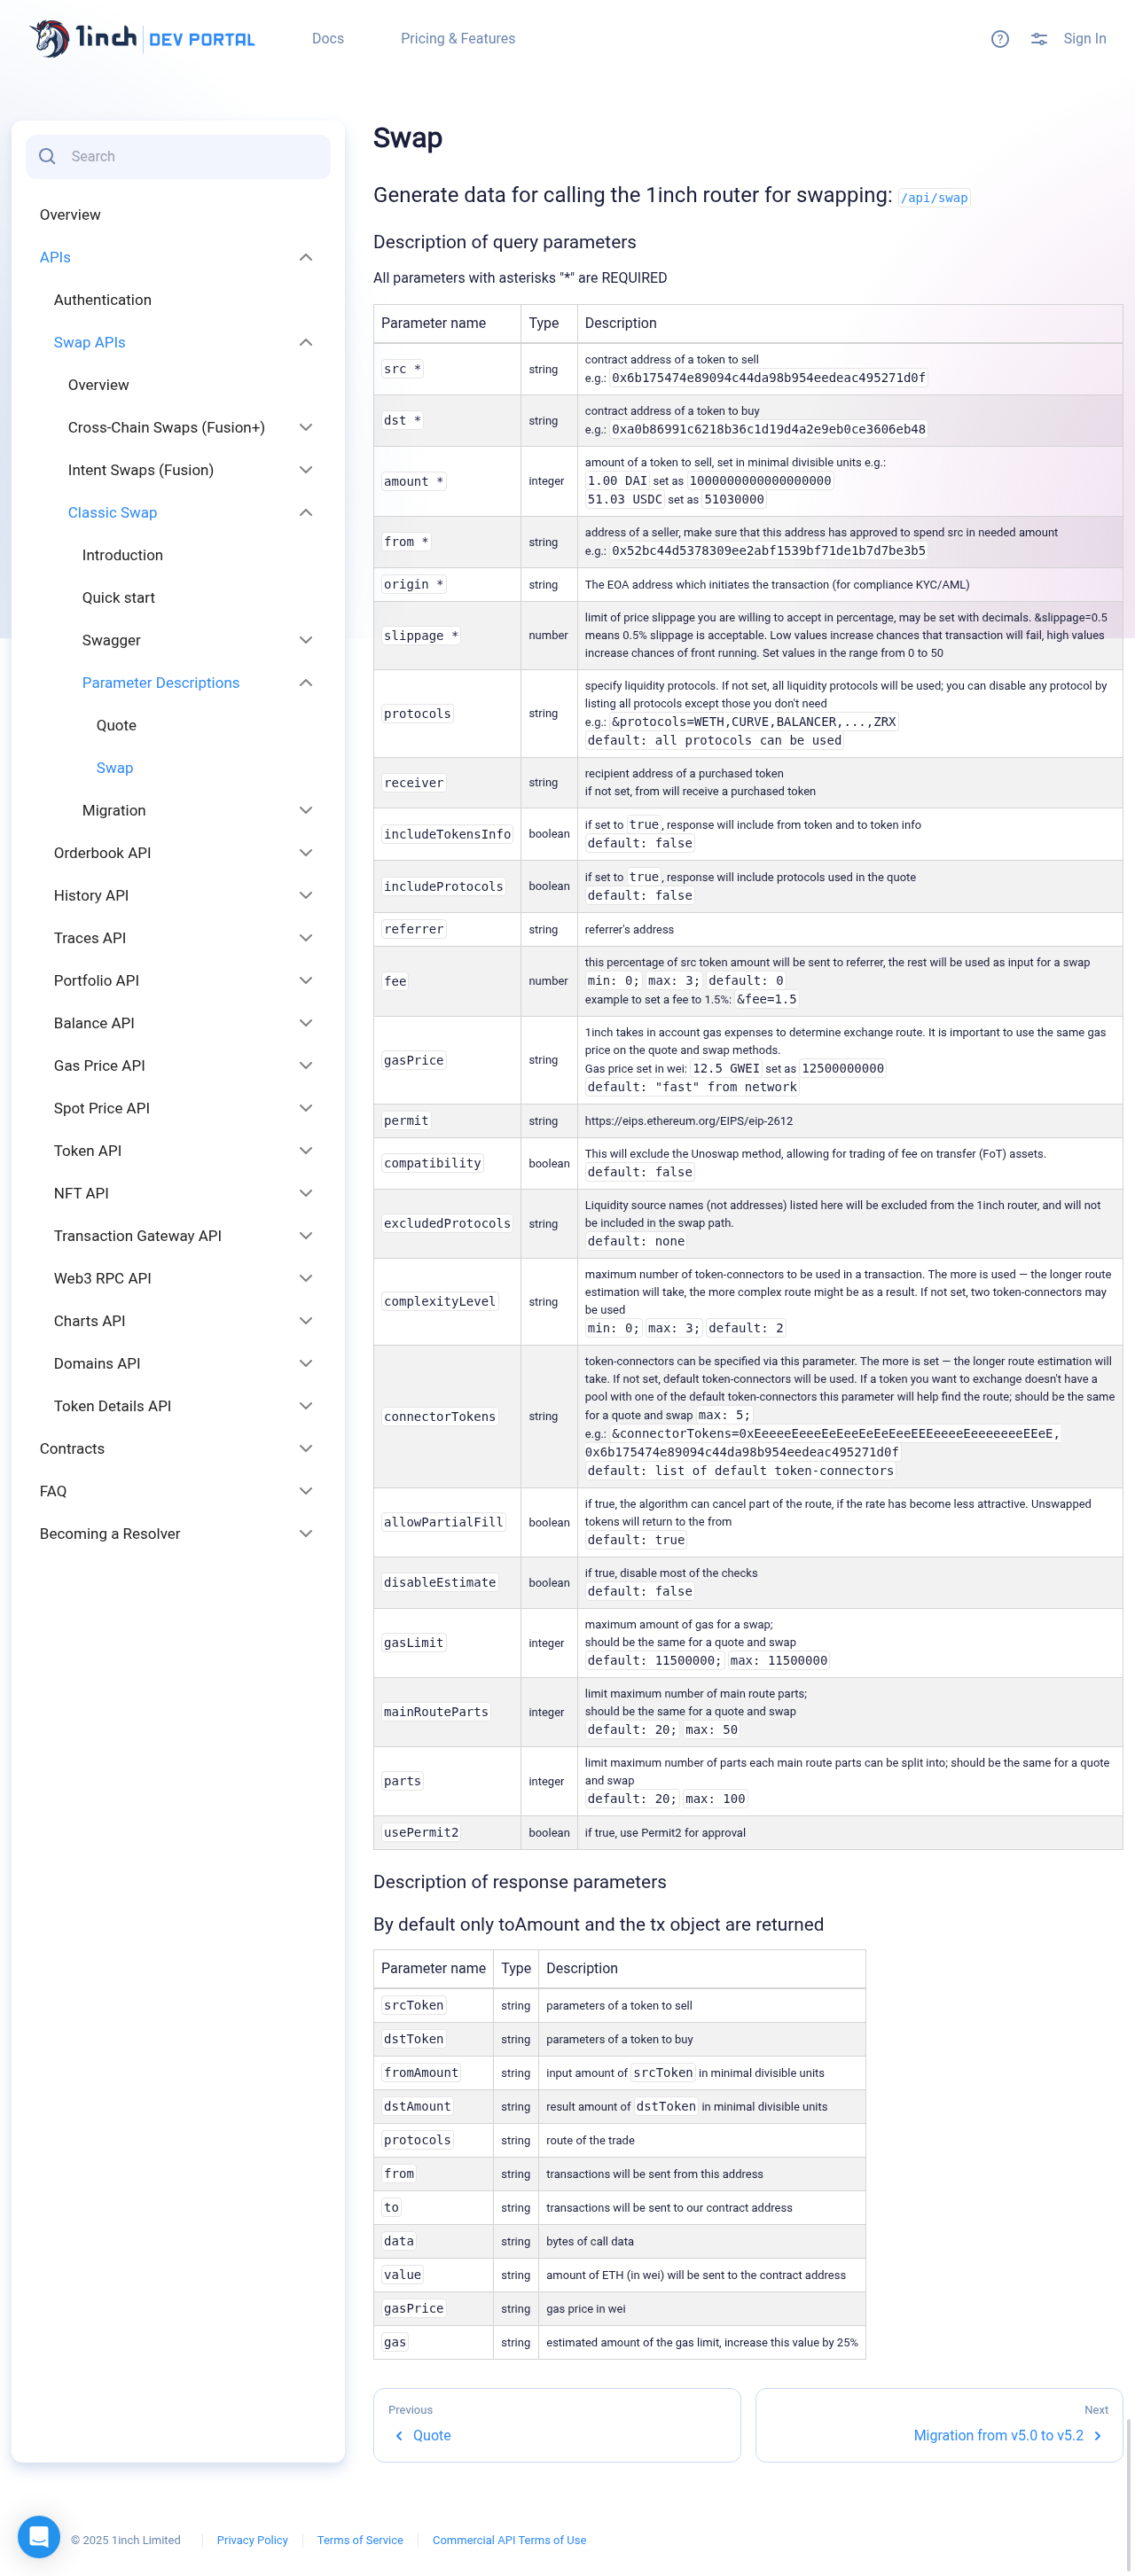 1inch DEV PORTAL
Docs
Pricing & Features
Sign In
Search
Overview
APIs
Authentication
Swap APIs
Overview
Cross-Chain Swaps (Fusion+)
Intent Swaps (Fusion)
Classic Swap
Introduction
Quick start
Swagger
Parameter Descriptions
Quote
Swap
Migration
Orderbook API
History API
Traces API
Portfolio API
Balance API
Gas Price API
Spot Price API
Token API
NFT API
Transaction Gateway API
Web3 RPC API
Charts API
Domains API
Token Details API
Contracts
FAQ
Becoming a Resolver
Swap
Generate data for calling the 1inch router for swapping: /api/swap
Description of query parameters
All parameters with asterisks "*" are REQUIRED
Parameter name Type Description
src * string contract address of a token to sell
e.g.: 0x6b175474e89094c44da98b954eedeac495271d0f
dst * string contract address of a token to buy
e.g.: 0xa0b86991c6218b36c1d19d4a2e9eb0ce3606eb48
amount * integer amount of a token to sell, set in minimal divisible units e.g.:
1.00 DAI set as 1000000000000000000
51.03 USDC set as 51030000
from * string address of a seller, make sure that this address has approved to spend src in needed amount
e.g.: 0x52bc44d5378309ee2abf1539bf71de1b7d7be3b5
origin * string The EOA address which initiates the transaction (for compliance KYC/AML)
slippage * number limit of price slippage you are willing to accept in percentage, may be set with decimals. &slippage=0.5
means 0.5% slippage is acceptable. Low values increase chances that transaction will fail, high values
increase chances of front running. Set values in the range from 0 to 50
protocols string specify liquidity protocols. If not set, all liquidity protocols will be used; you can disable any protocol by
listing all protocols except those you don't need
e.g.: &protocols=WETH,CURVE,BALANCER,...,ZRX
default: all protocols can be used
receiver string recipient address of a purchased token
if not set, from will receive a purchased token
includeTokensInfo boolean if set to true, response will include from token and to token info
default: false
includeProtocols boolean if set to true, response will include protocols used in the quote
default: false
referrer string referrer's address
fee number this percentage of src token amount will be sent to referrer, the rest will be used as input for a swap
min: 0; max: 3; default: 0
example to set a fee to 1.5%: &fee=1.5
gasPrice string 1inch takes in account gas expenses to determine exchange route. It is important to use the same gas
price on the quote and swap methods.
Gas price set in wei: 12.5 GWEI set as 12500000000
default: "fast" from network
permit string https://eips.ethereum.org/EIPS/eip-2612
compatibility boolean This will exclude the Unoswap method, allowing for trading of fee on transfer (FoT) assets.
default: false
excludedProtocols string Liquidity source names (not addresses) listed here will be excluded from the 1inch router, and will not
be included in the swap path.
default: none
complexityLevel string maximum number of token-connectors to be used in a transaction. The more is used — the longer route
estimation will take, the more complex route might be as a result. If not set, two token-connectors may
be used
min: 0; max: 3; default: 2
connectorTokens string token-connectors can be specified via this parameter. The more is set — the longer route estimation will
take. If not set, default token-connectors will be used. If a token you want to exchange doesn't have a
pool with one of the default token-connectors this parameter will help find the route; should be the same
for a quote and swap max: 5;
e.g.: &connectorTokens=0xEeeeeEeeeEeEeeEeEeEeeEEEeeeeEeeeeeeeEEeE,
0x6b175474e89094c44da98b954eedeac495271d0f
default: list of default token-connectors
allowPartialFill boolean if true, the algorithm can cancel part of the route, if the rate has become less attractive. Unswapped
tokens will return to the from
default: true
disableEstimate boolean if true, disable most of the checks
default: false
gasLimit integer maximum amount of gas for a swap;
should be the same for a quote and swap
default: 11500000; max: 11500000
mainRouteParts integer limit maximum number of main route parts;
should be the same for a quote and swap
default: 20; max: 50
parts integer limit maximum number of parts each main route parts can be split into; should be the same for a quote
and swap
default: 20; max: 100
usePermit2 boolean if true, use Permit2 for approval
Description of response parameters
By default only toAmount and the tx object are returned
Parameter name Type Description
srcToken string parameters of a token to sell
dstToken string parameters of a token to buy
fromAmount string input amount of srcToken in minimal divisible units
dstAmount string result amount of dstToken in minimal divisible units
protocols string route of the trade
from string transactions will be sent from this address
to string transactions will be sent to our contract address
data string bytes of call data
value string amount of ETH (in wei) will be sent to the contract address
gasPrice string gas price in wei
gas string estimated amount of the gas limit, increase this value by 25%
Previous
Quote
Next
Migration from v5.0 to v5.2
© 2025 1inch Limited
Privacy Policy
Terms of Service
Commercial API Terms of Use